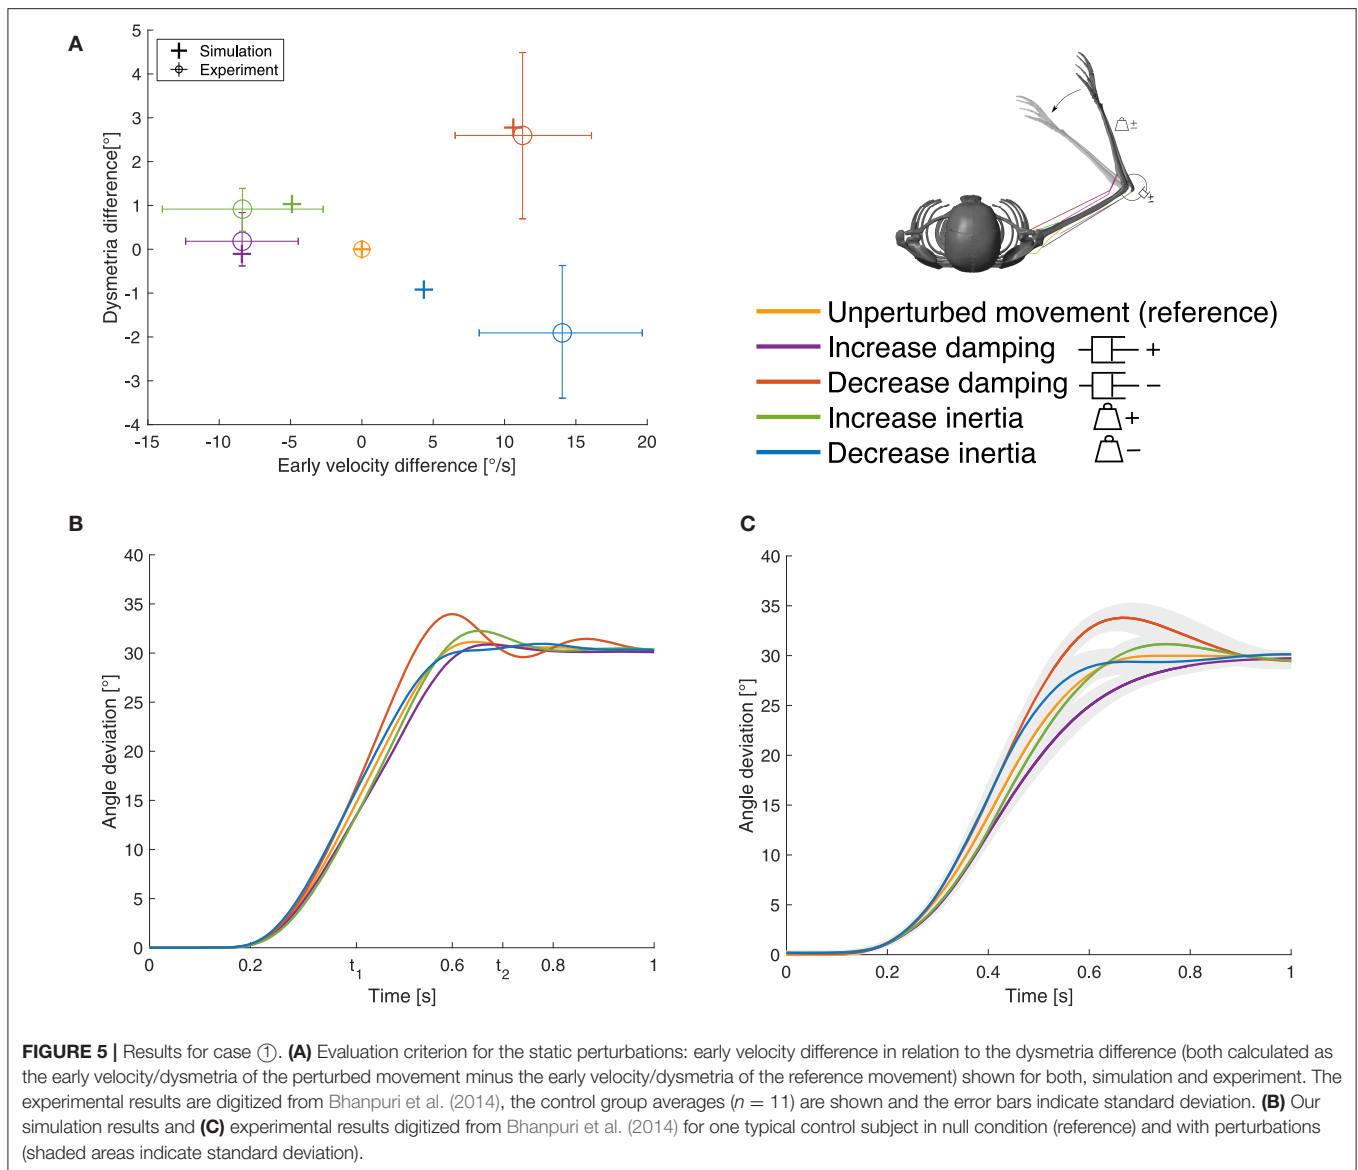 A
Simulation
Experiment
5
4
3
2
1
0
-1
-2
-3
-4
Dysmetria difference[°]
-15 -10 -5 0 5 10 15 20
Early velocity difference [°/s]
±
±
Unperturbed movement (reference)
Increase damping +
Decrease damping −
Increase inertia +
Decrease inertia −
B
40
35
30
25
20
15
10
5
0
Angle deviation [°]
0 0.2 t1 0.6 t2 0.8 1
Time [s]
C
40
35
30
25
20
15
10
5
0
Angle deviation [°]
0 0.2 0.4 0.6 0.8 1
Time [s]
FIGURE 5 | Results for case ①. (A) Evaluation criterion for the static perturbations: early velocity difference in relation to the dysmetria difference (both calculated as
the early velocity/dysmetria of the perturbed movement minus the early velocity/dysmetria of the reference movement) shown for both, simulation and experiment. The
experimental results are digitized from Bhanpuri et al. (2014), the control group averages (n = 11) are shown and the error bars indicate standard deviation. (B) Our
simulation results and (C) experimental results digitized from Bhanpuri et al. (2014) for one typical control subject in null condition (reference) and with perturbations
(shaded areas indicate standard deviation).